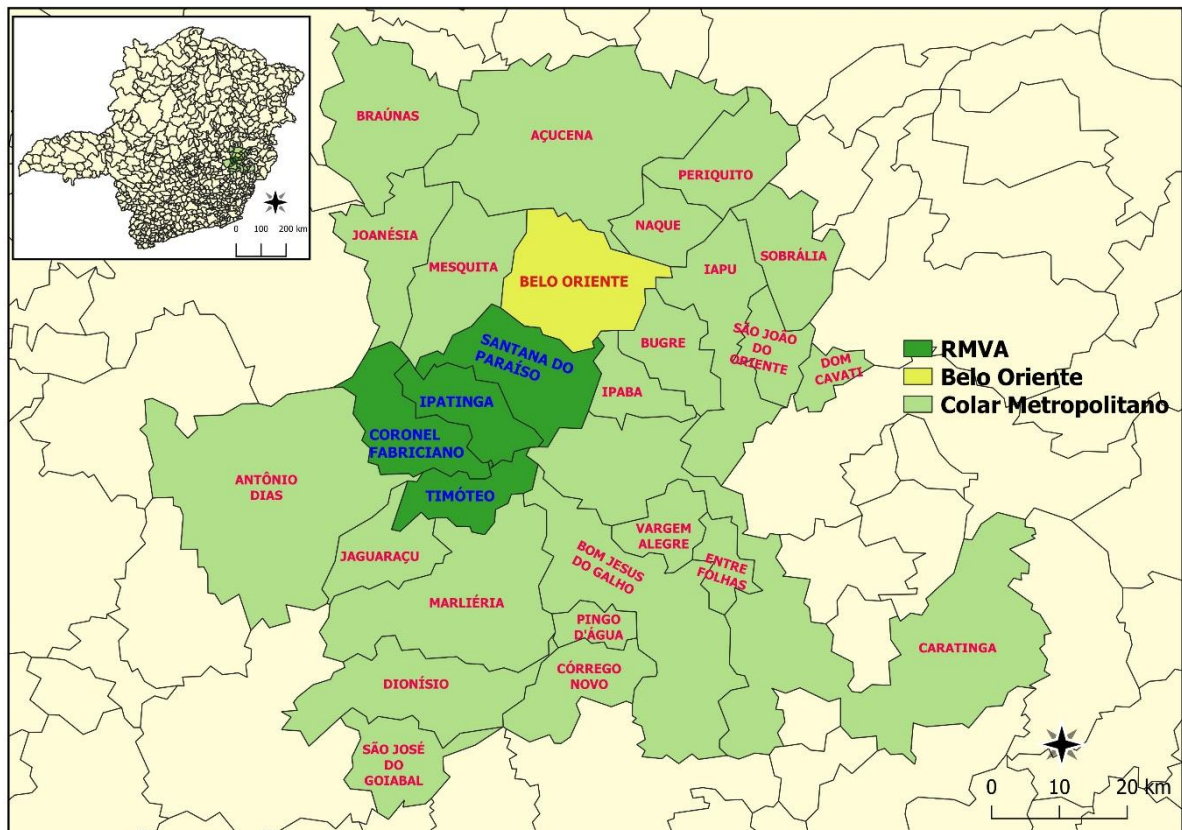 0 100 200 km
BRAÚNAS
AÇUCENA
PERIQUITO
NAQUE
JOANÉSIA
MESQUITA
SOBRÁLIA
IAPU
BELO ORIENTE
SANTANA DO
PARAÍSO
BUGRE
SÃO JOÃO
DO
ORIENTE
DOM
CAVATI
IPABA
IPATINGA
CORONEL
FABRICIANO
RMVA
Belo Oriente
Colar Metropolitano
ANTÔNIO
DIAS
TIMÓTEO
JAGUARAÇU
VARGEM
ALEGRE
ENTRE
FOLHAS
BOM JESUS
DO GALHO
MARLIÉRIA
PINGO
D'ÁGUA
CARATINGA
DIONÍSIO
CÓRREGO
NOVO
SÃO JOSÉ
DO
GOIABAL
0 10 20 km